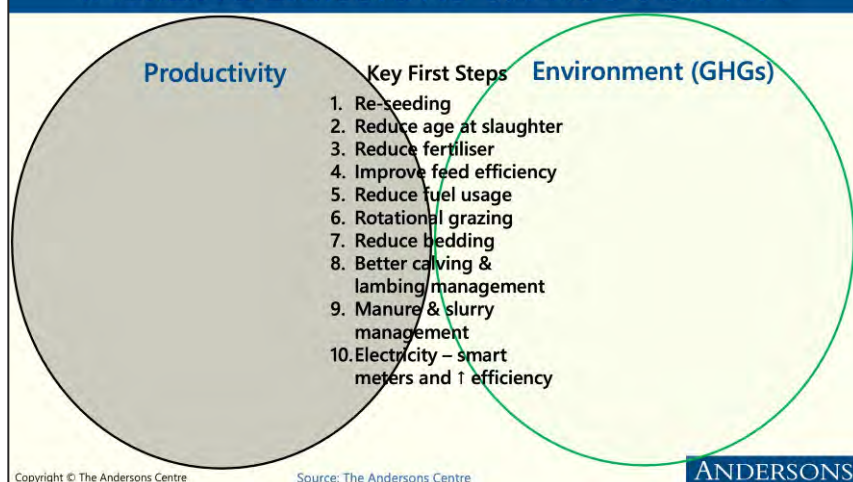 Productivity
Key First Steps
Environment (GHGs)
1. Re-seeding
2. Reduce age at slaughter
3. Reduce fertiliser
4. Improve feed efficiency
5. Reduce fuel usage
6. Rotational grazing
7. Reduce bedding
8. Better calving &
lambing management
9. Manure & slurry
management
10. Electricity – smart
meters and ↑ efficiency
Copyright © The Andersons Centre
Source: The Andersons Centre
ANDERSONS